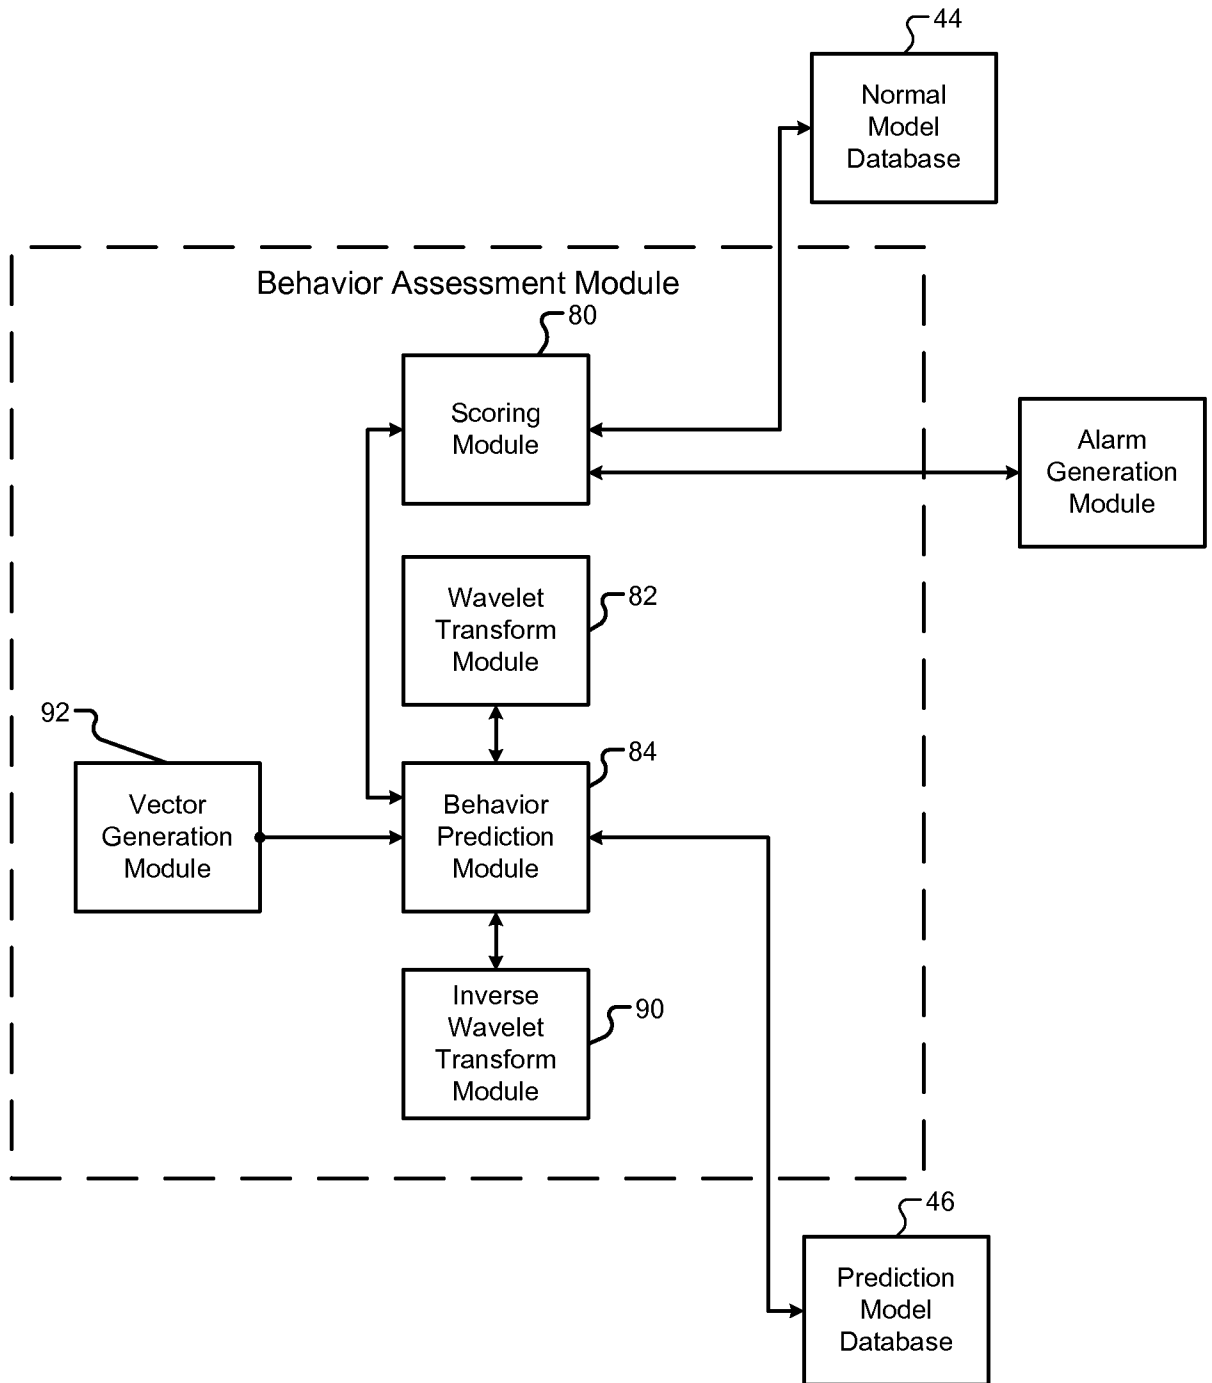 44
Normal
Model
Database
Behavior Assessment Module
80
Scoring
Module
Alarm
Generation
Module
Wavelet
Transform
Module
82
92
84
Vector
Generation
Module
Behavior
Prediction
Module
Inverse
Wavelet
Transform
Module
90
46
Prediction
Model
Database